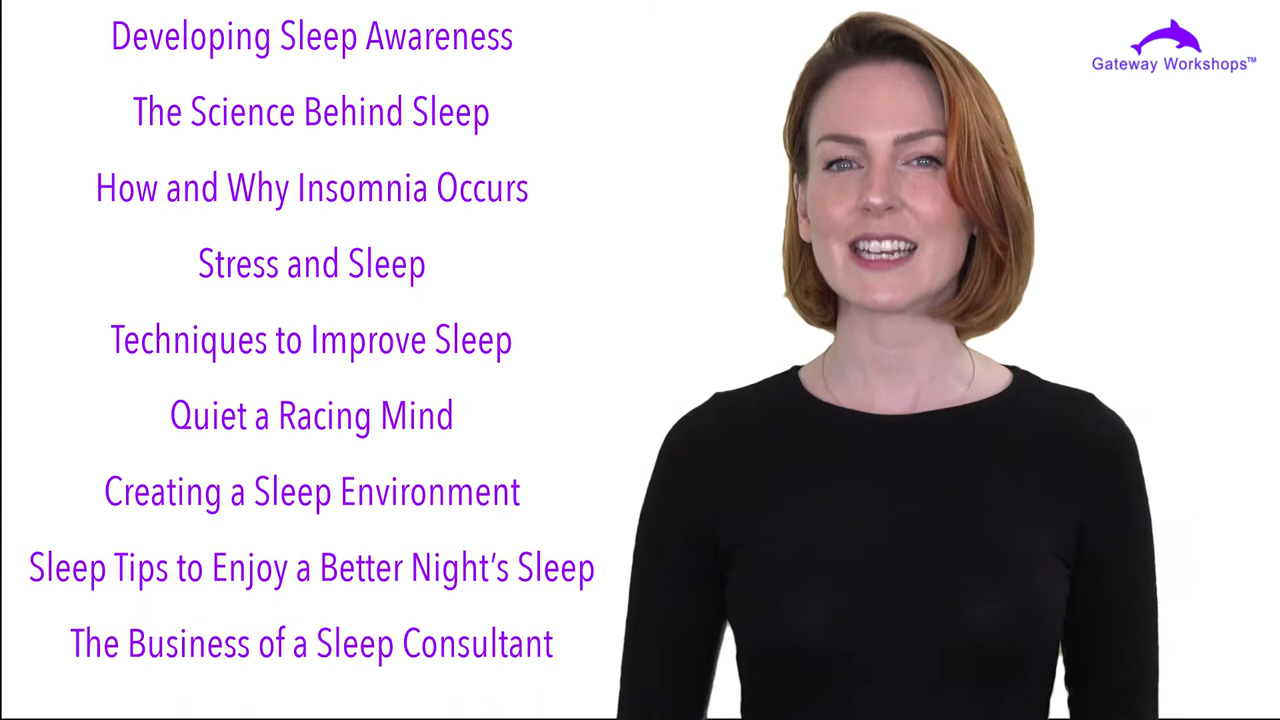 Developing Sleep Awareness
The Science Behind Sleep
How and Why Insomnia Occurs
Stress and Sleep
Techniques to Improve Sleep
Quiet a Racing Mind
Creating a Sleep Environment
Sleep Tips to Enjoy a Better Night's Sleep
The Business of a Sleep Consultant
Gateway Workshops™